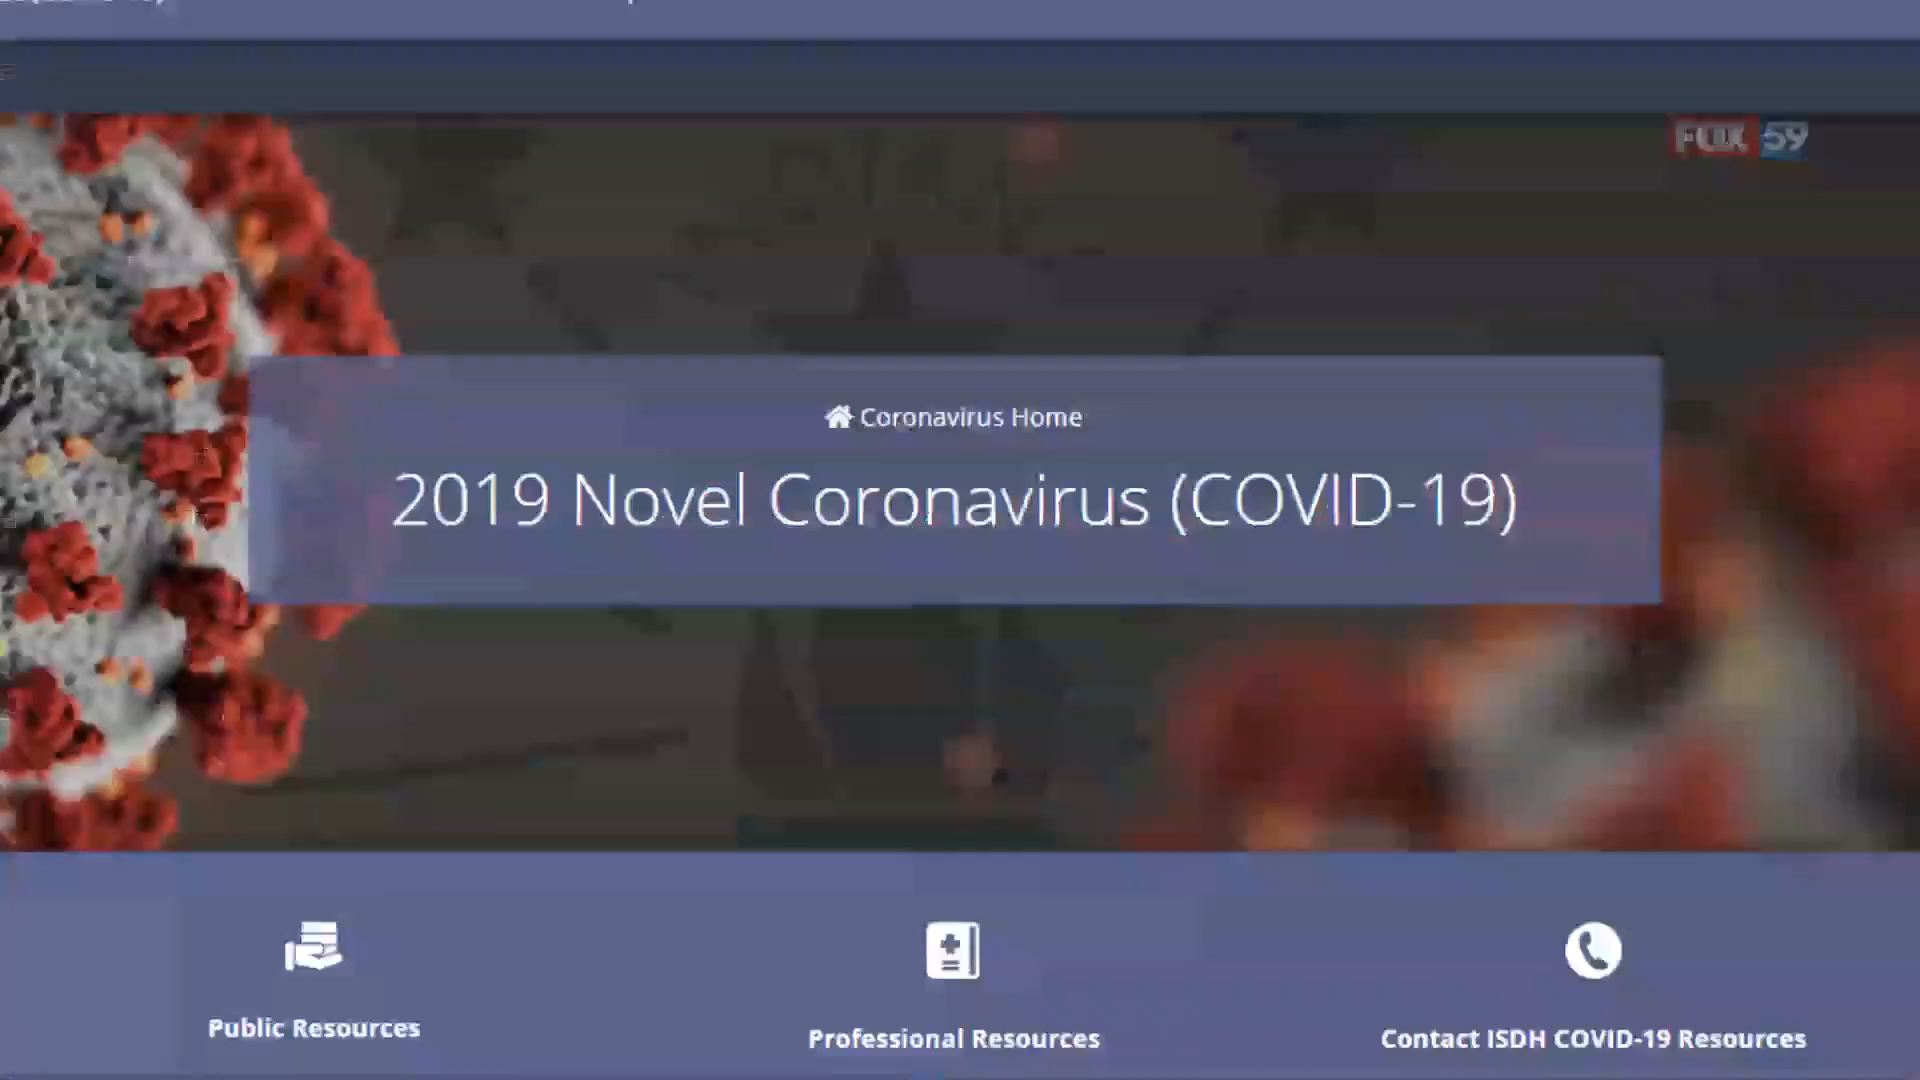 FOX 59
Coronavirus Home
2019 Novel Coronavirus (COVID-19)
Public Resources
Professional Resources
Contact ISDH COVID-19 Resources